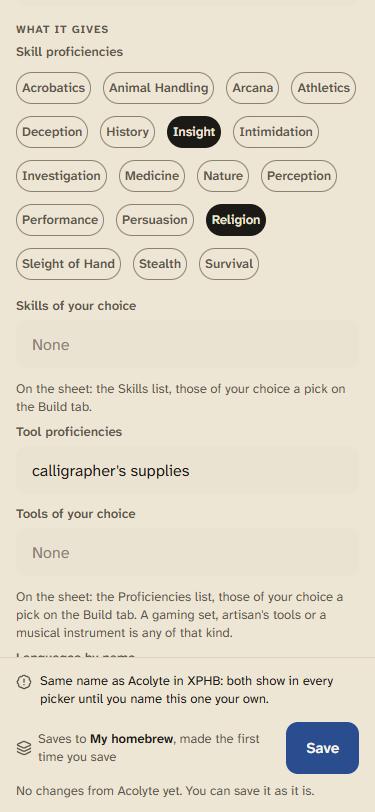 WHAT IT GIVES
Skill proficiencies
Acrobatics Animal Handling Arcana Athletics
Deception History Insight Intimidation
Investigation Medicine Nature Perception
Performance Persuasion Religion
Sleight of Hand Stealth Survival
Skills of your choice
None
On the sheet: the Skills list, those of your choice a pick on
the Build tab.
Tool proficiencies
calligrapher's supplies
Tools of your choice
None
On the sheet: the Proficiencies list, those of your choice a
pick on the Build tab. A gaming set, artisan's tools or a
musical instrument is any of that kind.
Languages by name
Same name as Acolyte in XPHB: both show in every
picker until you name this one your own.
Saves to My homebrew, made the first
time you save
Save
No changes from Acolyte yet. You can save it as it is.